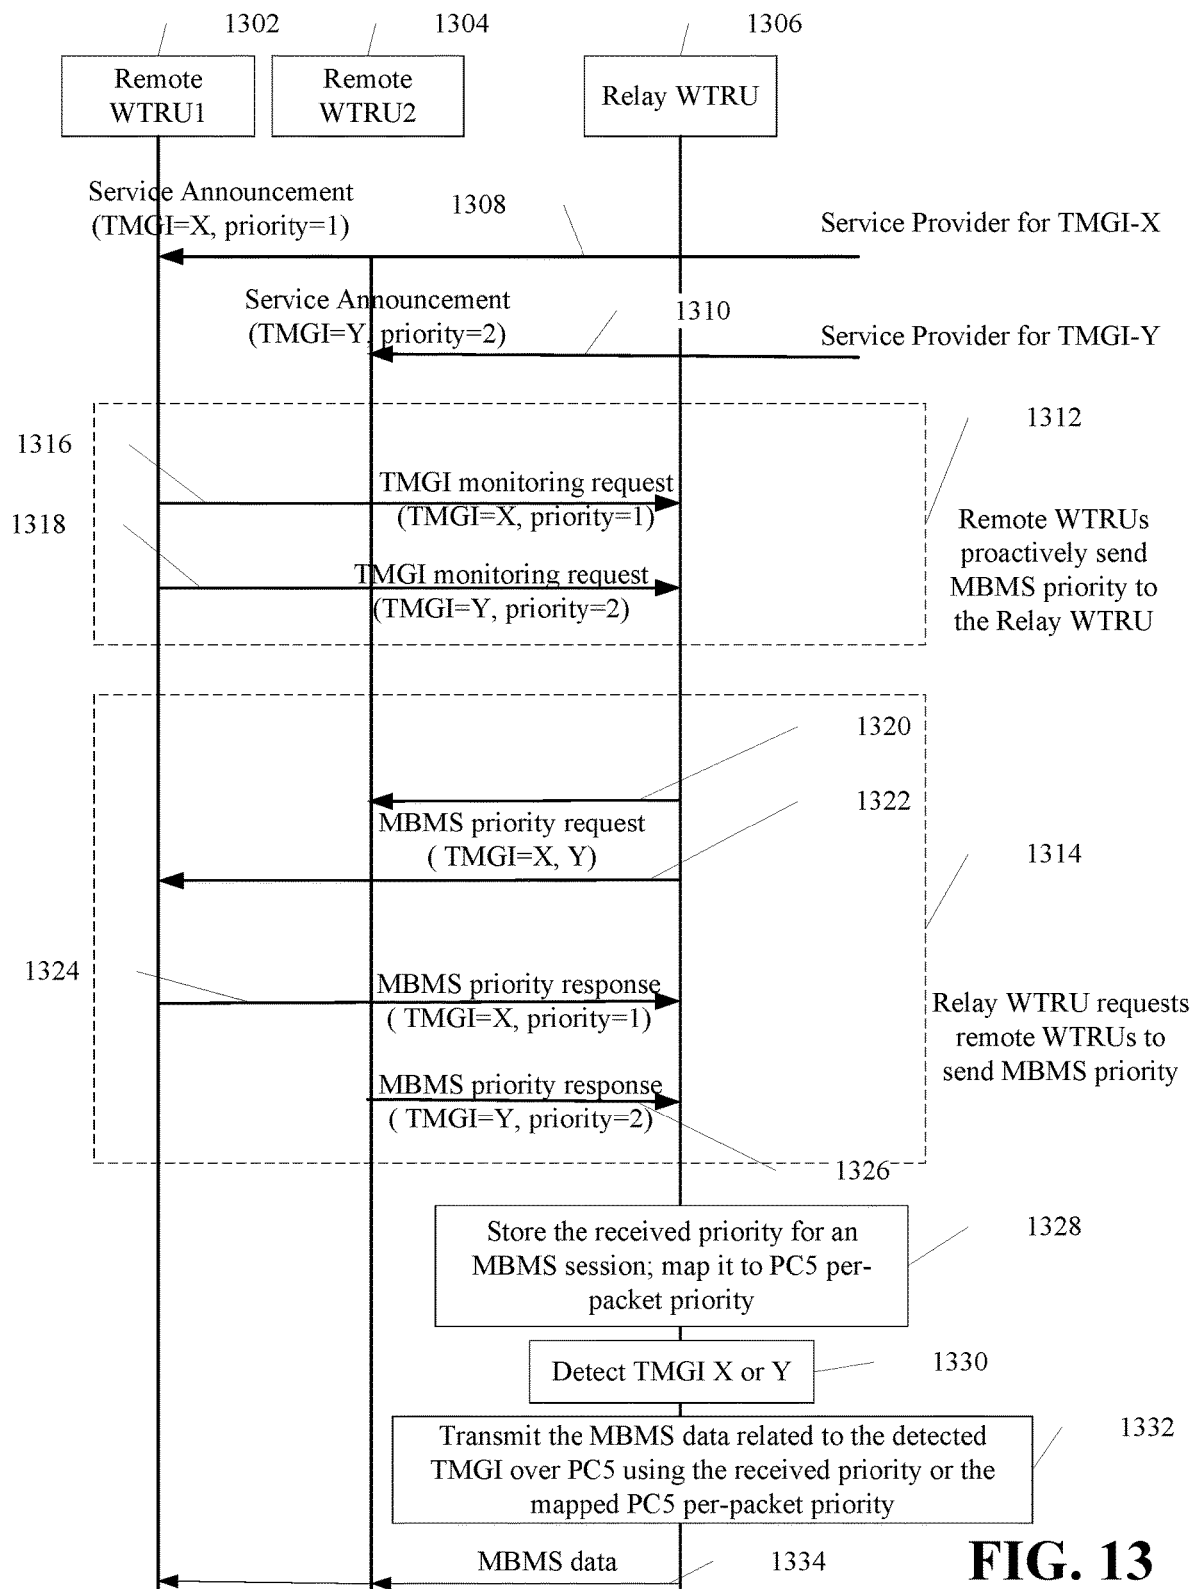 1302
1304
1306
Remote
WTRU1
Remote
WTRU2
Relay WTRU
Service Announcement
(TMGI=X, priority=1)
1308
Service Provider for TMGI-X
Service Announcement
(TMGI=Y, priority=2)
1310
Service Provider for TMGI-Y
1312
1316
TMGI monitoring request
(TMGI=X, priority=1)
1318
TMGI monitoring request
(TMGI=Y, priority=2)
Remote WTRUs
proactively send
MBMS priority to
the Relay WTRU
1320
MBMS priority request
( TMGI=X, Y)
1322
1314
1324
MBMS priority response
( TMGI=X, priority=1)
Relay WTRU requests
remote WTRUs to
send MBMS priority
MBMS priority response
( TMGI=Y, priority=2)
1326
Store the received priority for an
MBMS session; map it to PC5 per-
packet priority
1328
Detect TMGI X or Y
1330
Transmit the MBMS data related to the detected
TMGI over PC5 using the received priority or the
mapped PC5 per-packet priority
1332
MBMS data
1334
FIG. 13